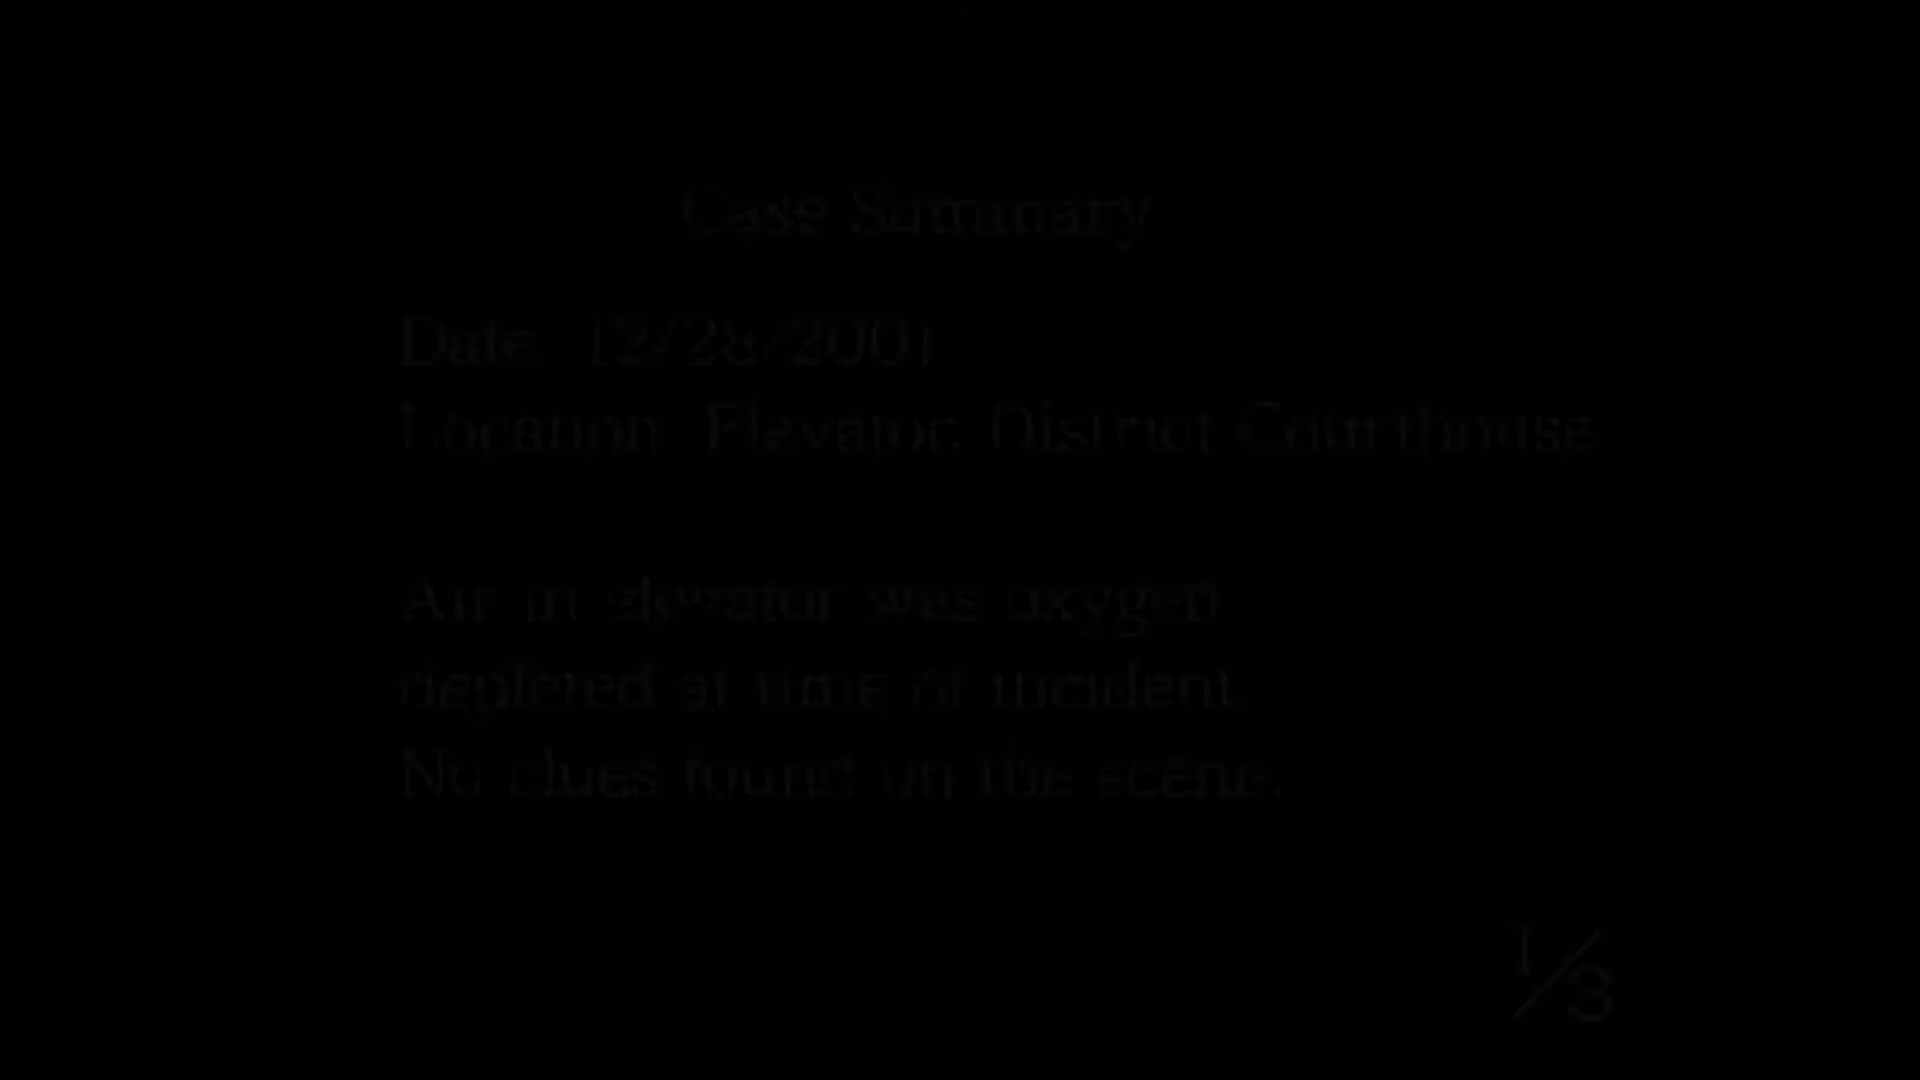 Case Summary
Date: 12/28/2001
Location: Elevator, District Courthouse
Air in elevator was oxygen
depleted at time of incident.
No clues found on the scene.
1/3